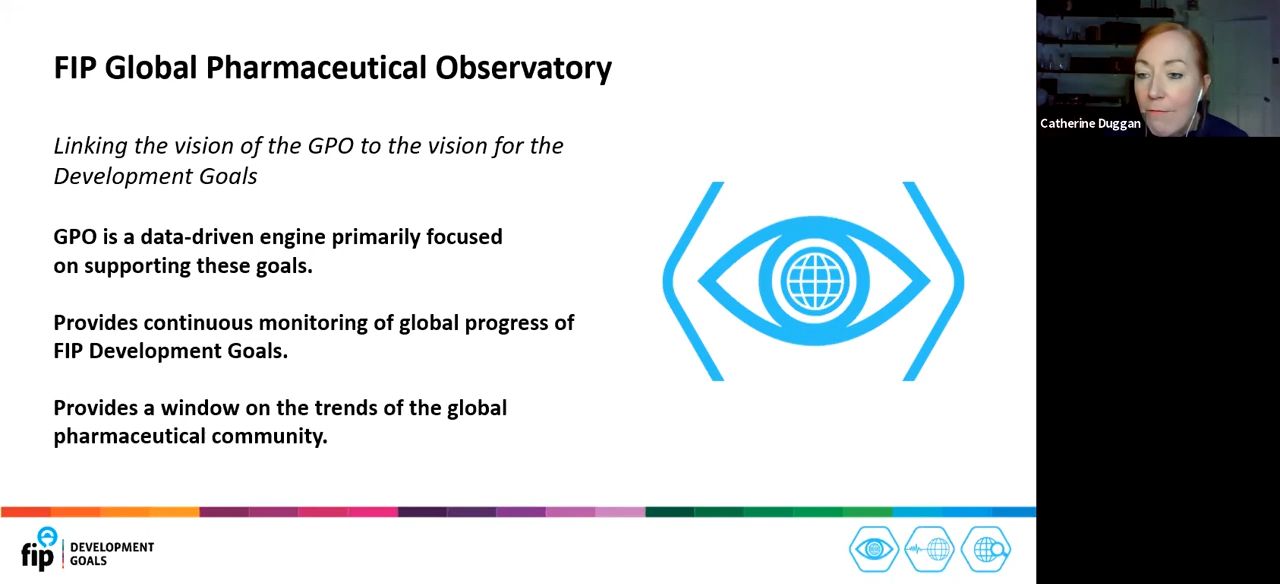 FIP Global Pharmaceutical Observatory
Linking the vision of the GPO to the vision for the
Development Goals
GPO is a data-driven engine primarily focused
on supporting these goals.
Provides continuous monitoring of global progress of
FIP Development Goals.
Provides a window on the trends of the global
pharmaceutical community.
fip
DEVELOPMENT
GOALS
Catherine Duggan